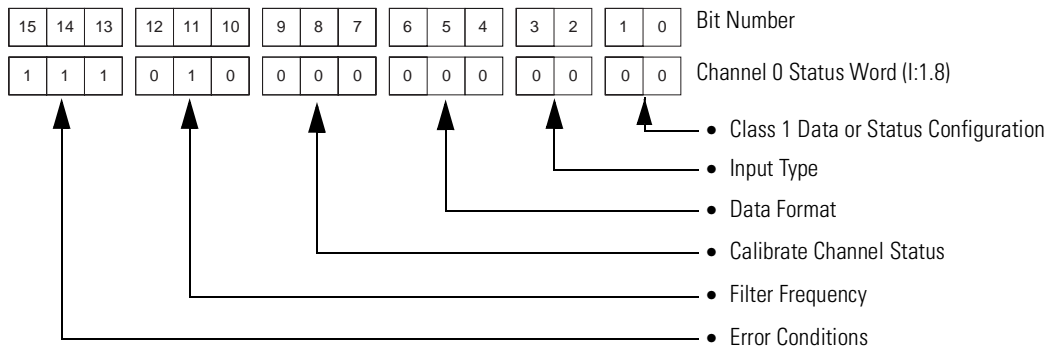 15 14 13 12 11 10 9 8 7 6 5 4 3 2 1 0 Bit Number
1 1 1 0 1 0 0 0 0 0 0 0 0 0 0 0 Channel 0 Status Word (I:1.8)
• Class 1 Data or Status Configuration
• Input Type
• Data Format
• Calibrate Channel Status
• Filter Frequency
• Error Conditions